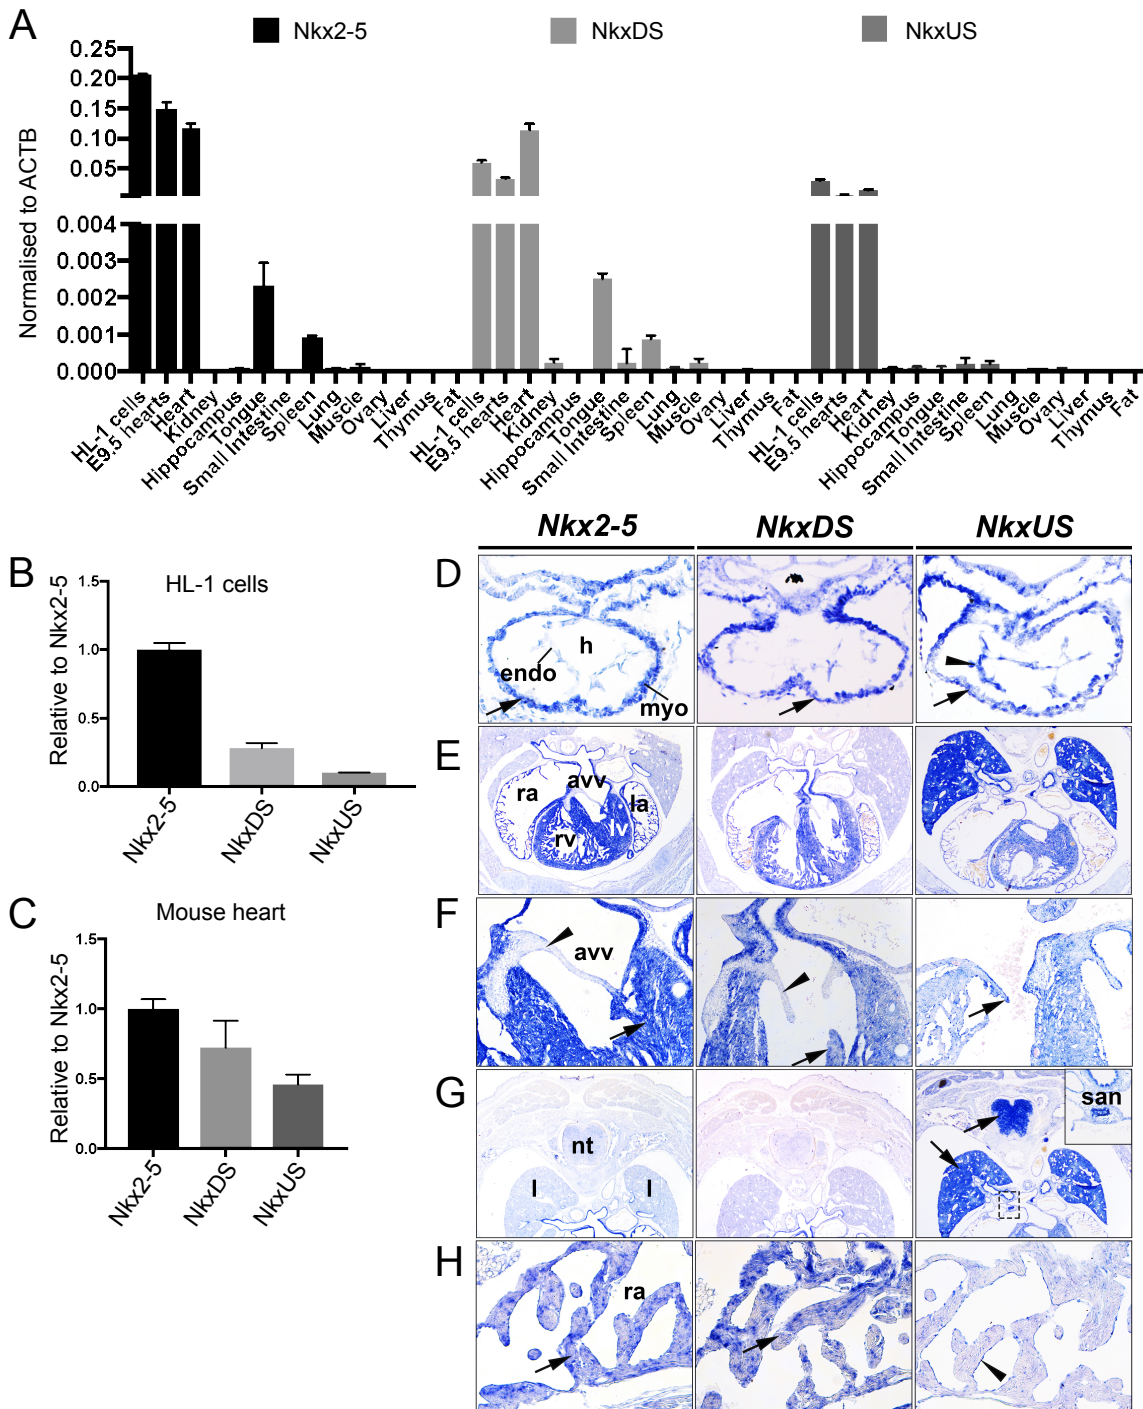 A
Nkx2-5
NkxDS
NkxUS
Normalised to ACTB
0.25
0.20
0.15
0.10
0.05
0.004
0.003
0.002
0.001
0.000
HL-1 cells
E9.5 hearts
Heart
Kidney
Hippocampus
Tongue
Small Intestine
Spleen
Lung
Muscle
Ovary
Liver
Thymus
Fat
HL-1 cells
E9.5 hearts
Heart
Kidney
Hippocampus
Tongue
Small Intestine
Spleen
Lung
Muscle
Ovary
Liver
Thymus
Fat
HL-1 cells
E9.5 hearts
Heart
Kidney
Hippocampus
Tongue
Small Intestine
Spleen
Lung
Muscle
Ovary
Liver
Thymus
Fat
B
HL-1 cells
Relative to Nkx2-5
1.5
1.0
0.5
0.0
Nkx2-5
NkxDS
NkxUS
C
Mouse heart
Relative to Nkx2-5
1.5
1.0
0.5
0.0
Nkx2-5
NkxDS
NkxUS
Nkx2-5
NkxDS
NkxUS
D
h
endo
myo
E
avv
ra
la
lv
rv
F
avv
G
nt
l
l
san
H
ra